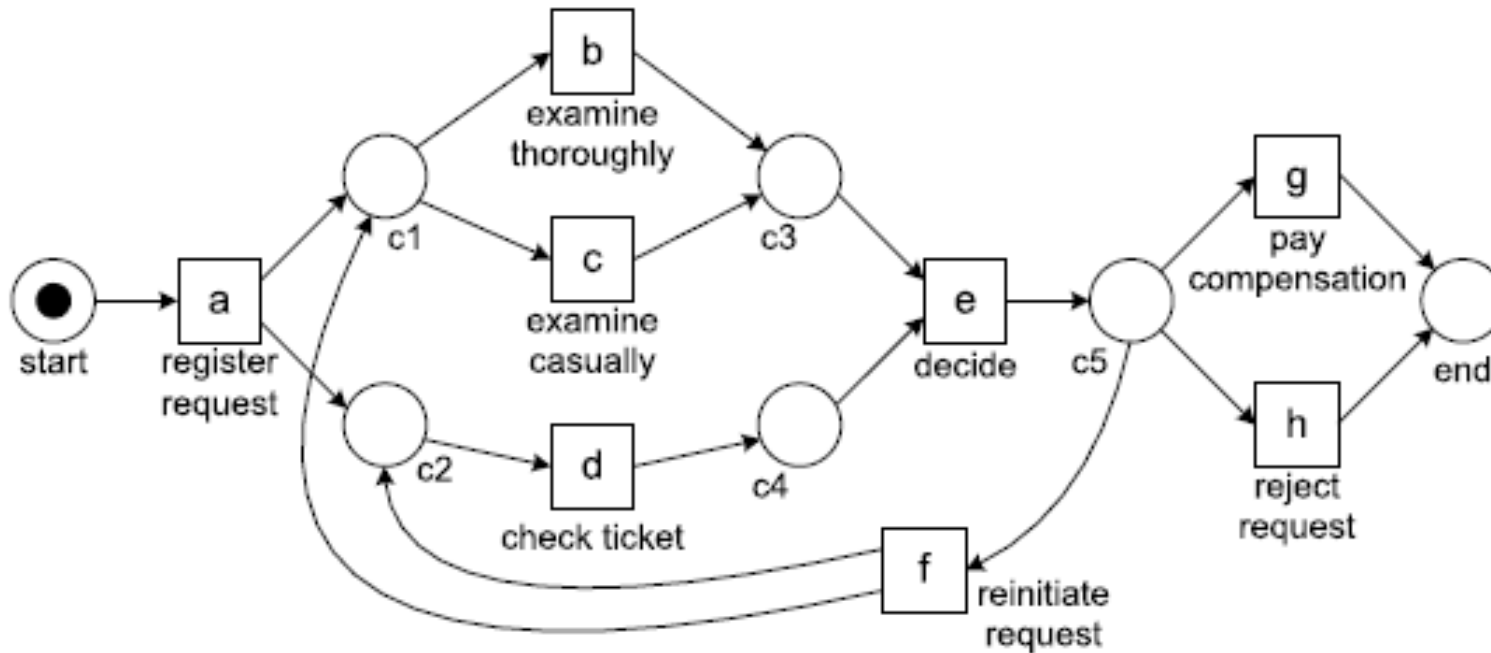 b
examine
thoroughly
c1
c
examine
casually
c3
start
a
register
request
c2
d
check ticket
c4
e
decide
c5
g
pay
compensation
h
reject
request
end
f
reinitiate
request